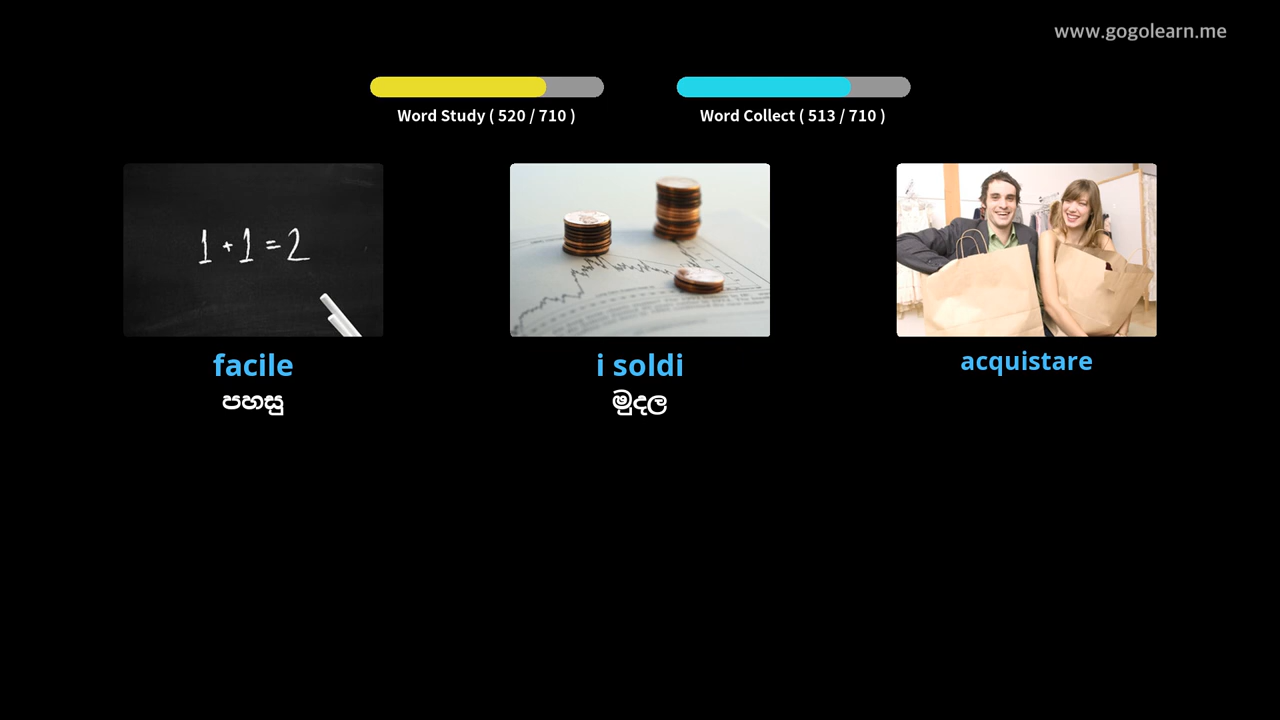 www.gogolearn.me
Word Study ( 520 / 710 )
Word Collect ( 513 / 710 )
1 + 1 = 2
facile
පහසු
i soldi
මුදල
acquistare